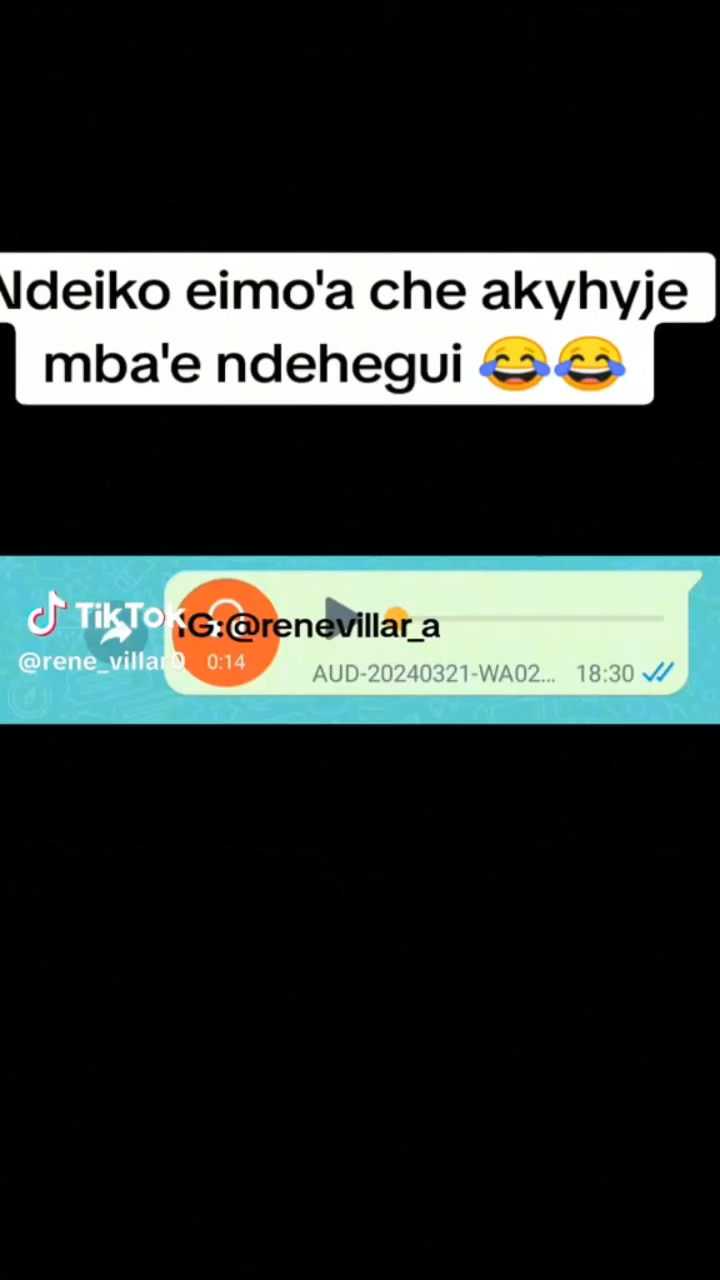 Ndeiko eimo'a che akyhyje
mba'e ndehegui 😂😂
TikTok
IG:@renevillar_a
@rene_villar0
0:14
AUD-20240321-WA02... 18:30